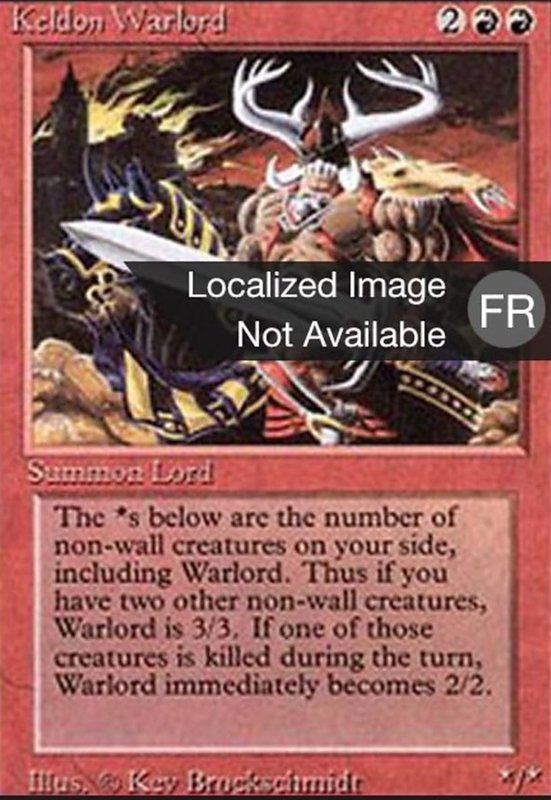 Keldon Warlord 2
Localized Image
Not Available
FR
Summon Lord
The *s below are the number of
non-wall creatures on your side,
including Warlord. Thus if you
have two other non-wall creatures,
Warlord is 3/3. If one of those
creatures is killed during the turn,
Warlord immediately becomes 2/2.
*/*
Illus. © Kev Brockschmidt